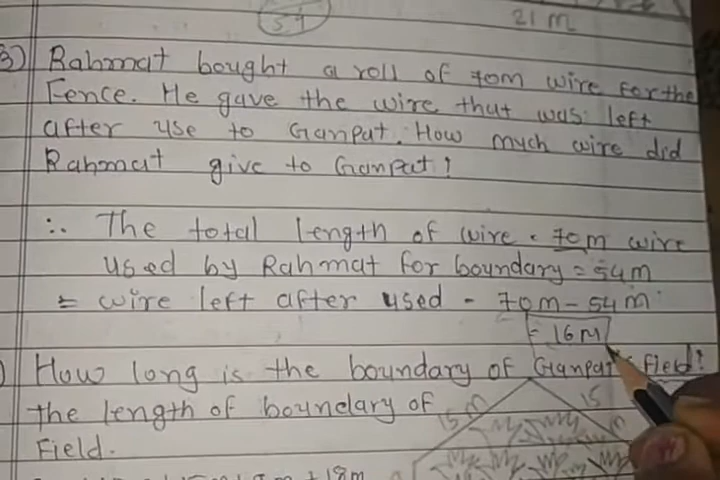 54
21 m
3) Rahmat bought a roll of 70m wire for the
Fence. He gave the wire that was left
after use to Ganpat. How much wire did
Rahmat give to Ganpat?
∴ The total length of wire = 70m wire
used by Rahmat for boundary = 54m
= wire left after used - 70m - 54m
= 16m
) How long is the boundary of Ganpat's Field?
the length of boundary of
Field.
15 m
15
18m